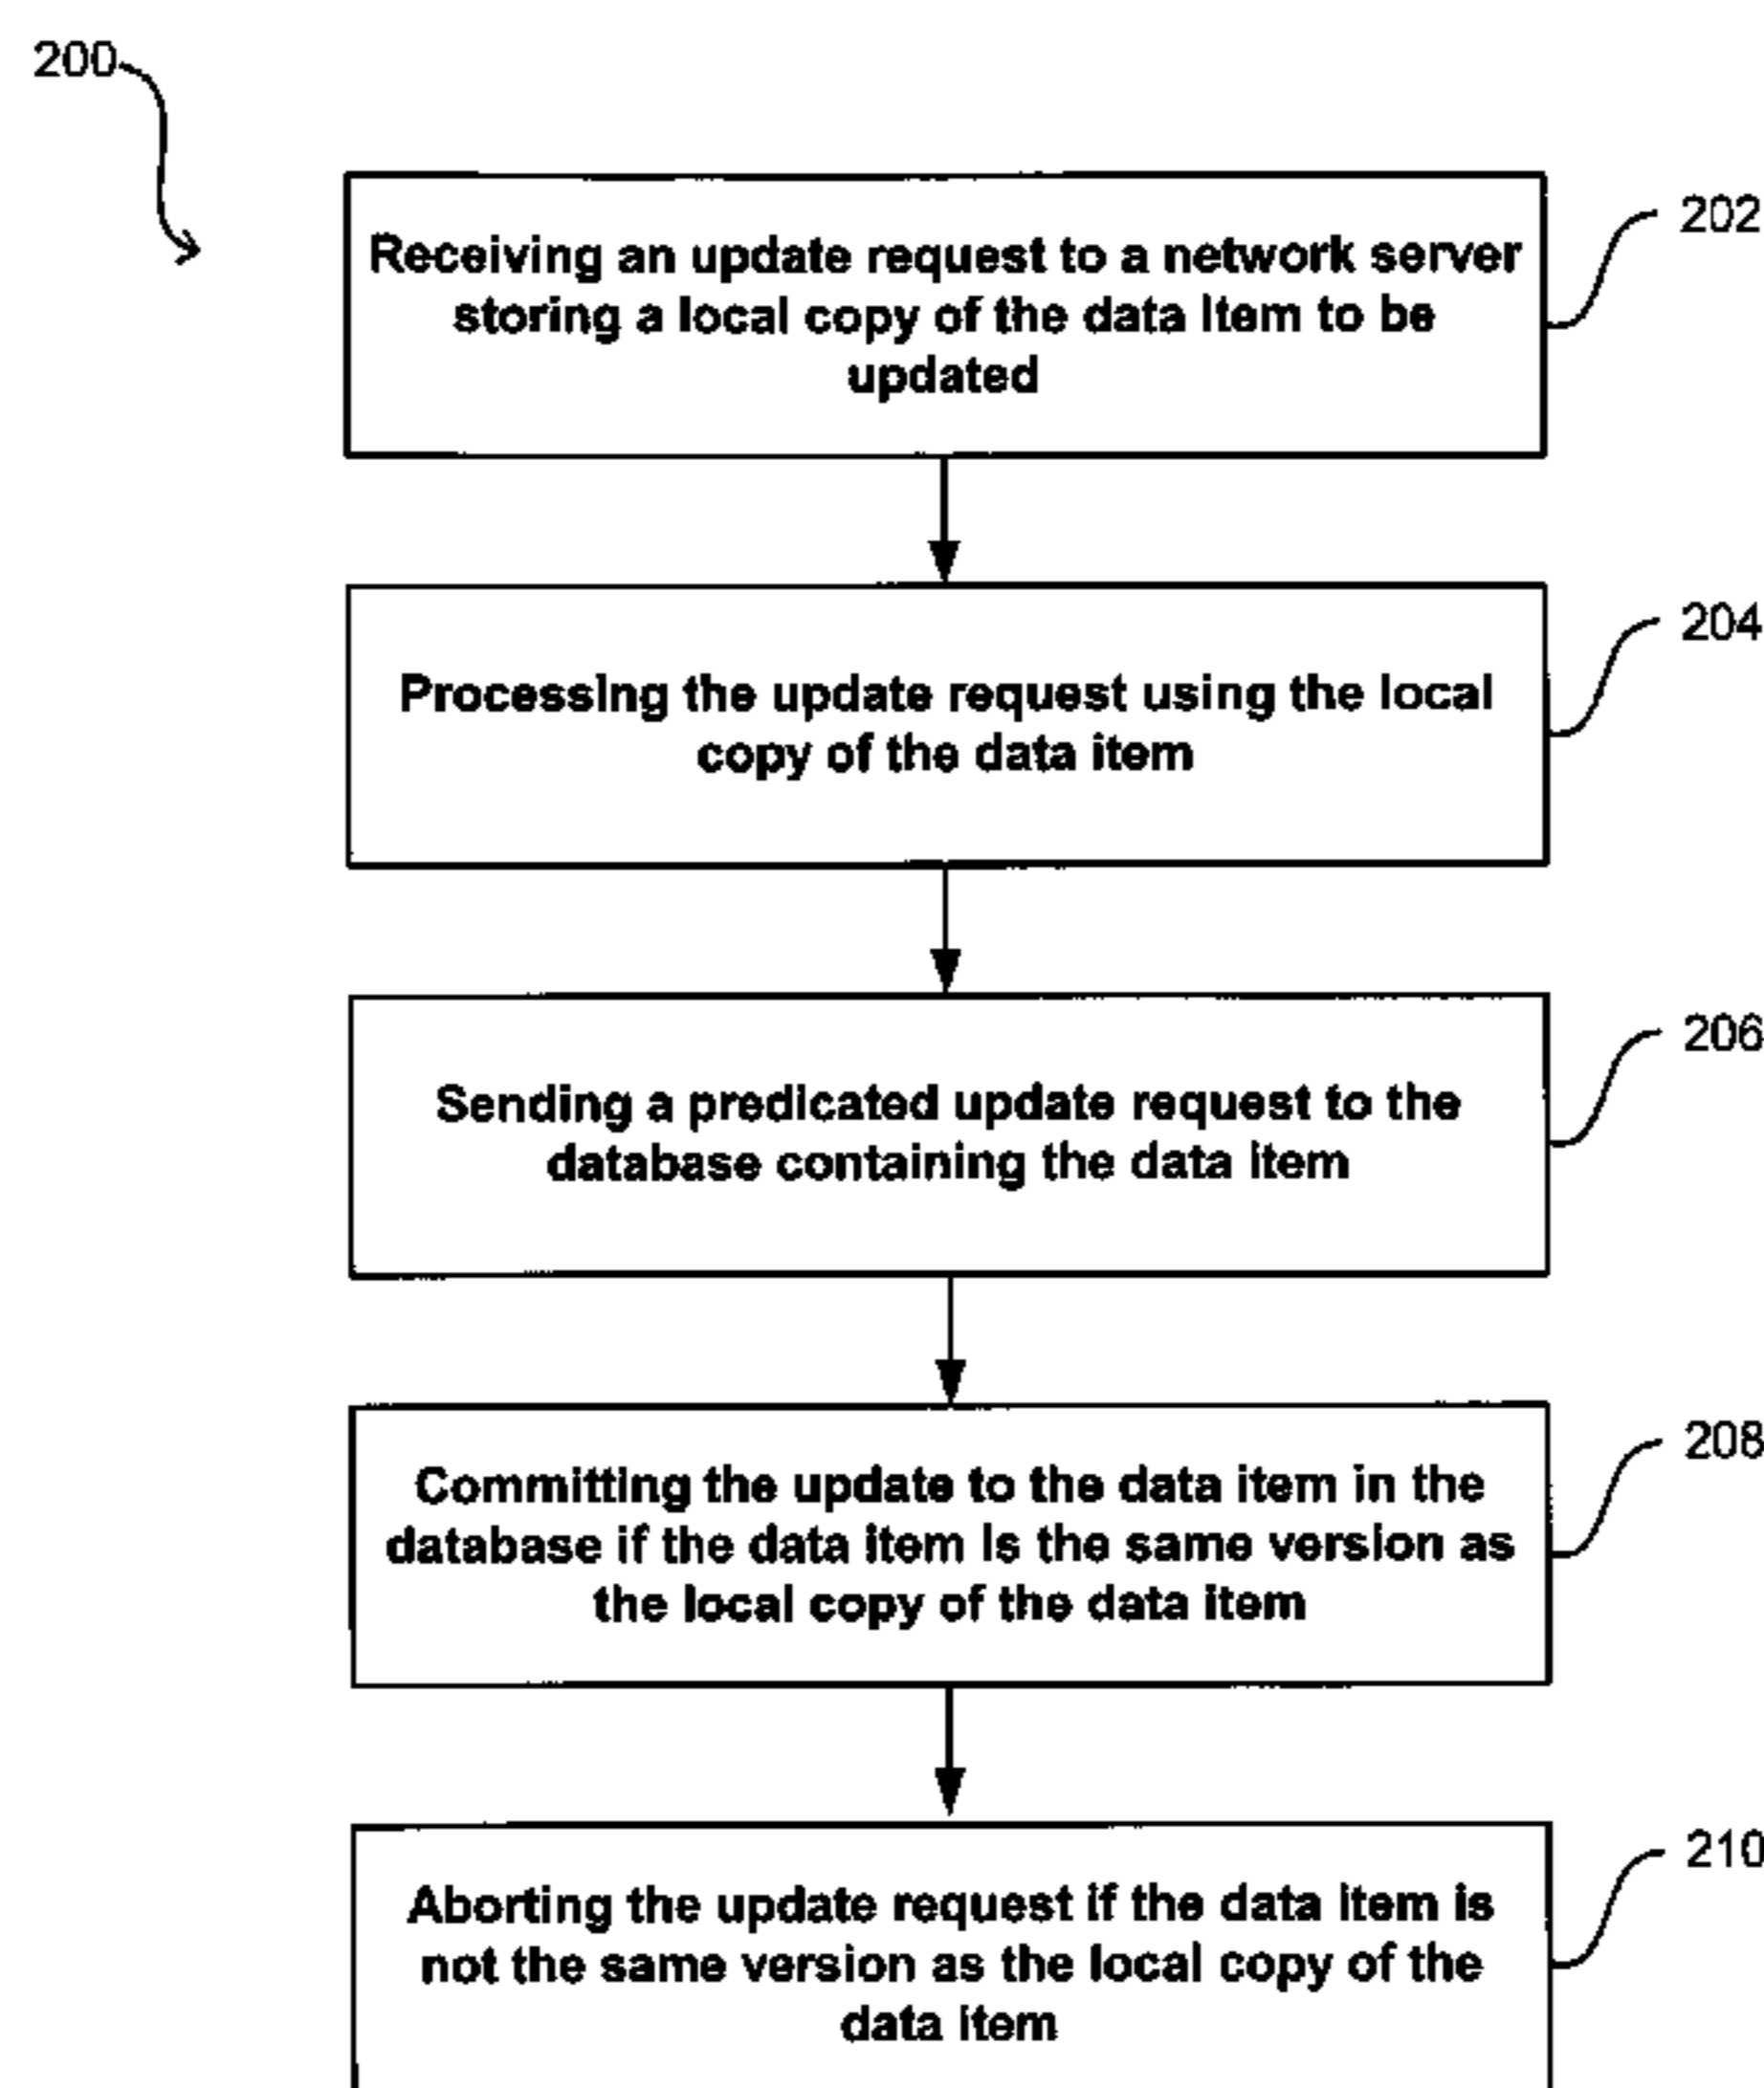 200
202
Receiving an update request to a network server
storing a local copy of the data item to be
updated
204
Processing the update request using the local
copy of the data item
206
Sending a predicated update request to the
database containing the data item
208
Committing the update to the data item in the
database if the data item is the same version as
the local copy of the data item
210
Aborting the update request if the data item is
not the same version as the local copy of the
data item